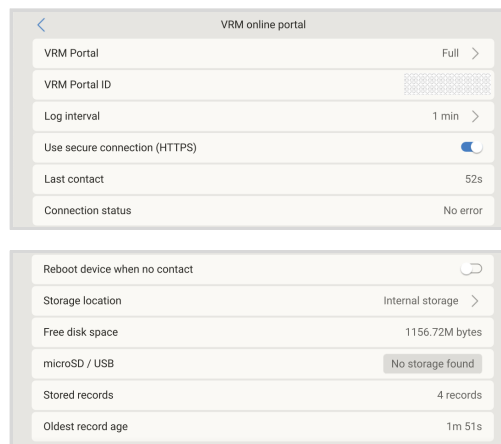 VRM online portal
VRM Portal Full
VRM Portal ID
Log interval 1 min
Use secure connection (HTTPS)
Last contact 52s
Connection status No error
Reboot device when no contact
Storage location Internal storage
Free disk space 1156.72M bytes
microSD / USB No storage found
Stored records 4 records
Oldest record age 1m 51s